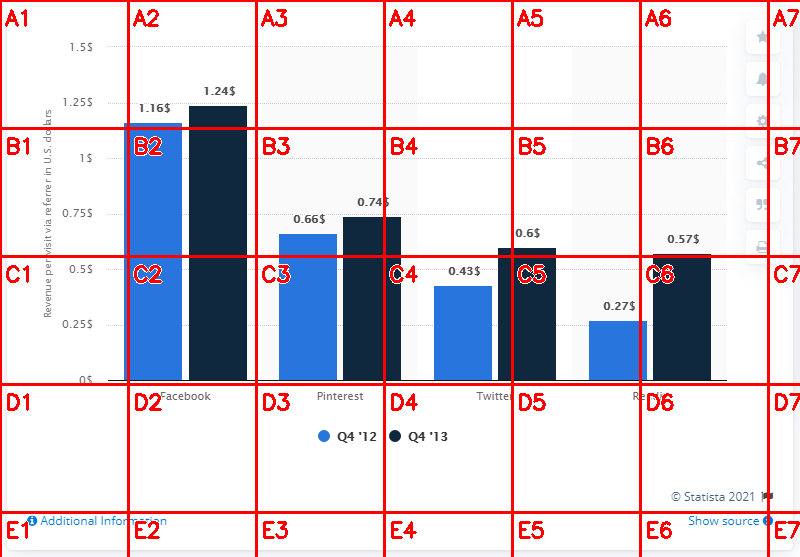 A1 A2 A3 A4 A5 A6 A7
1.5$
1.25$
1.16$ 1.24$
B1 B2 B3 B4 B5 B6 B7
1$
0.75$
0.66$ 0.74$ 0.6$ 0.57$
Revenue per visit via referrer in U.S. dollars
C1 C2 C3 C4 C5 C6 C7
0.5$
0.43$
0.27$
0.25$
0$
Facebook Pinterest Twitter Reddit
D1 D2 D3 D4 D5 D6 D7
Q4 '12 Q4 '13
© Statista 2021
Additional Information Show source
E1 E2 E3 E4 E5 E6 E7